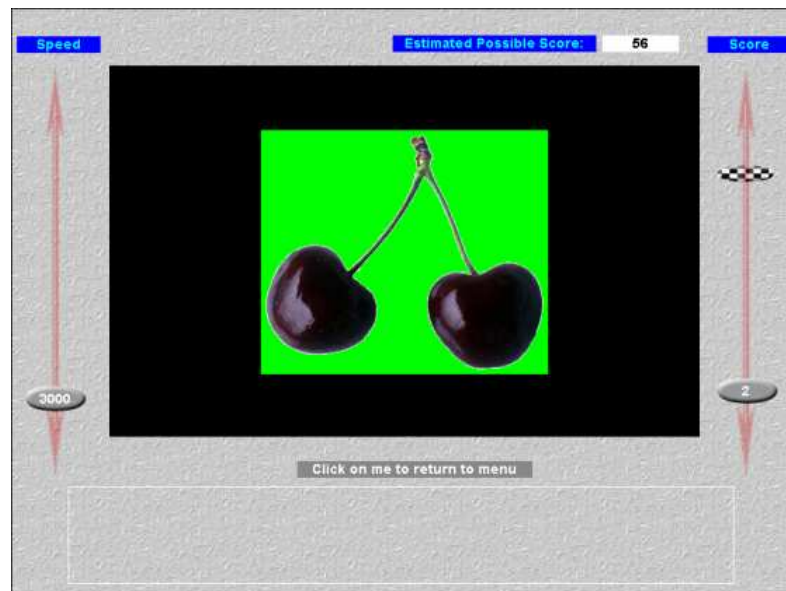 Speed
Estimated Possible Score: 56
Score
3000
2
Click on me to return to menu